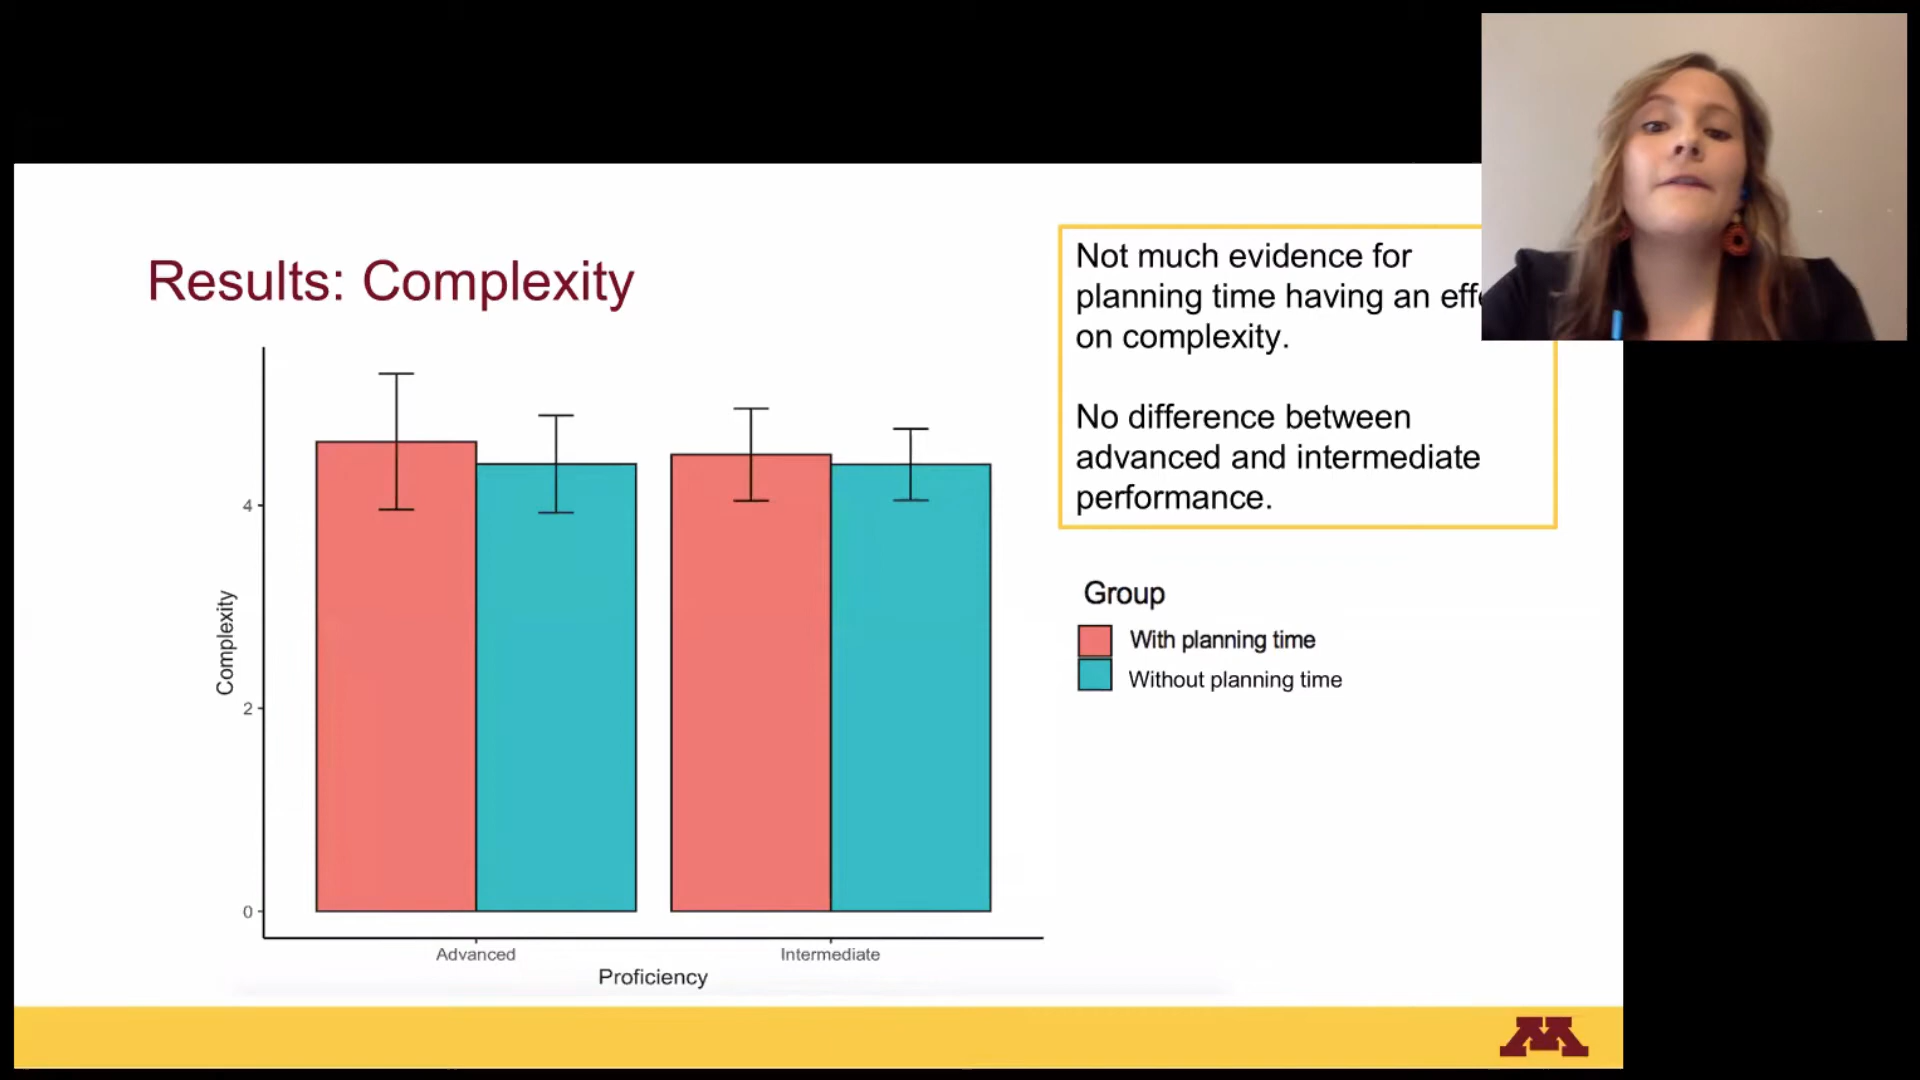 Results: Complexity
Not much evidence for
planning time having an
on complexity.
No difference between
advanced and intermediate
performance.
Group
With planning time
Without planning time
Complexity
4
2
0
Advanced
Intermediate
Proficiency
M